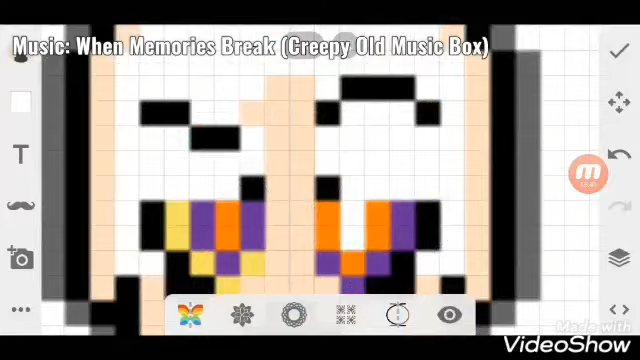 Music: When Memories Break (Creepy Old Music Box)
T
M
Made with
VideoShow